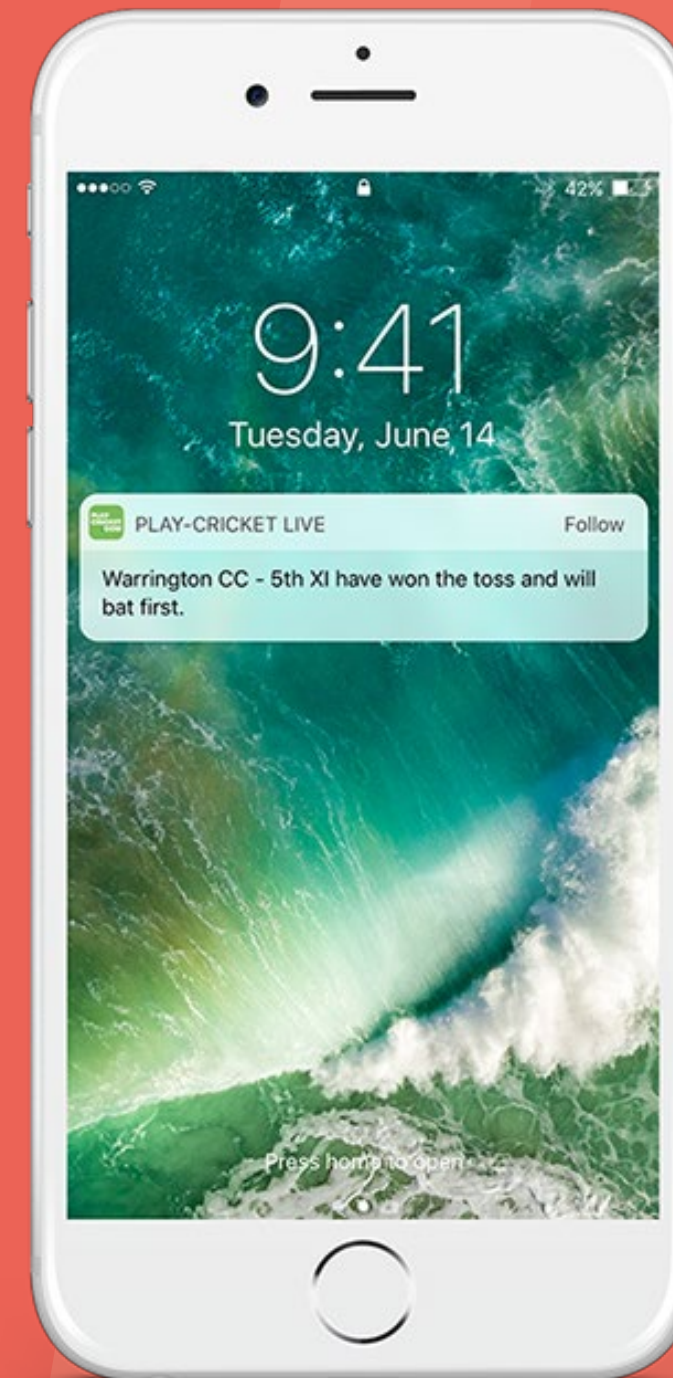 42%
9:41
Tuesday, June 14
PLAY-CRICKET LIVE Follow
Warrington CC - 5th XI have won the toss and will
bat first.
Press home to open